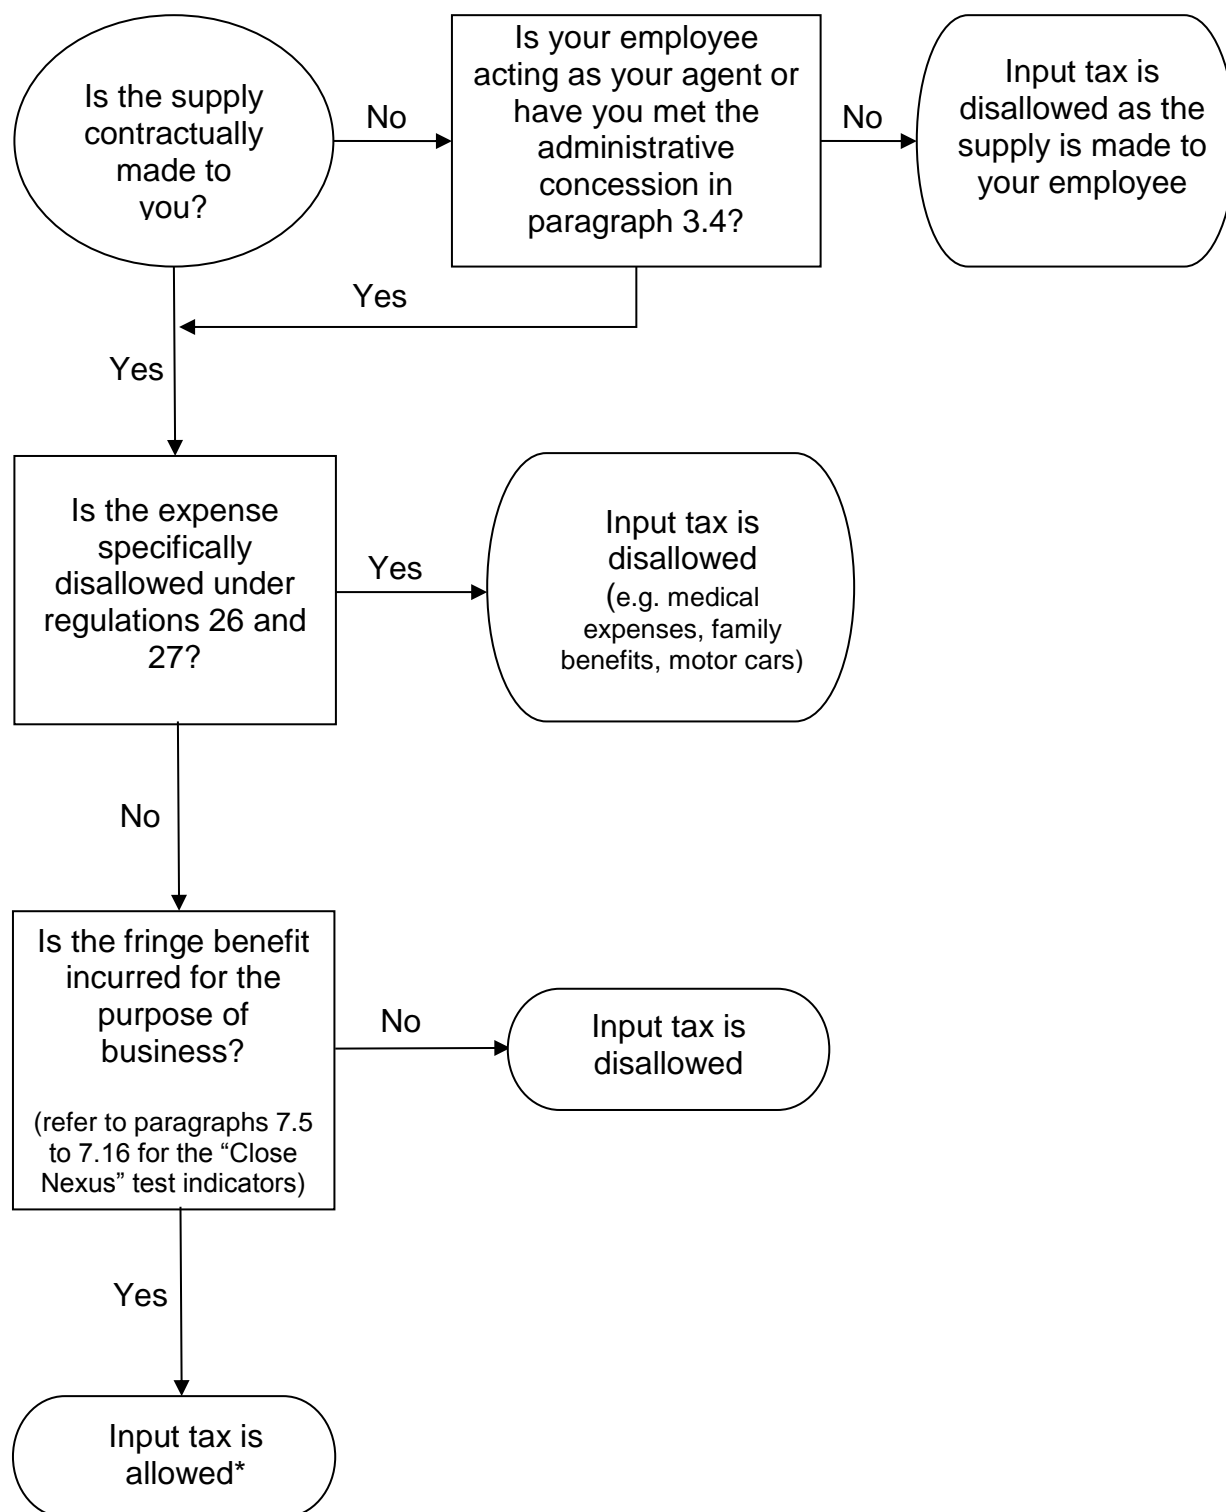 Is the supply
contractually
made to
you?
No
Is your employee
acting as your agent or
have you met the
administrative
concession in
paragraph 3.4?
No
Input tax is
disallowed as the
supply is made to
your employee
Yes
Yes
Is the expense
specifically
disallowed under
regulations 26 and
27?
Yes
Input tax is
disallowed
(e.g. medical
expenses, family
benefits, motor cars)
No
Is the fringe benefit
incurred for the
purpose of
business?
(refer to paragraphs 7.5
to 7.16 for the “Close
Nexus” test indicators)
No
Input tax is
disallowed
Yes
Input tax is
allowed*